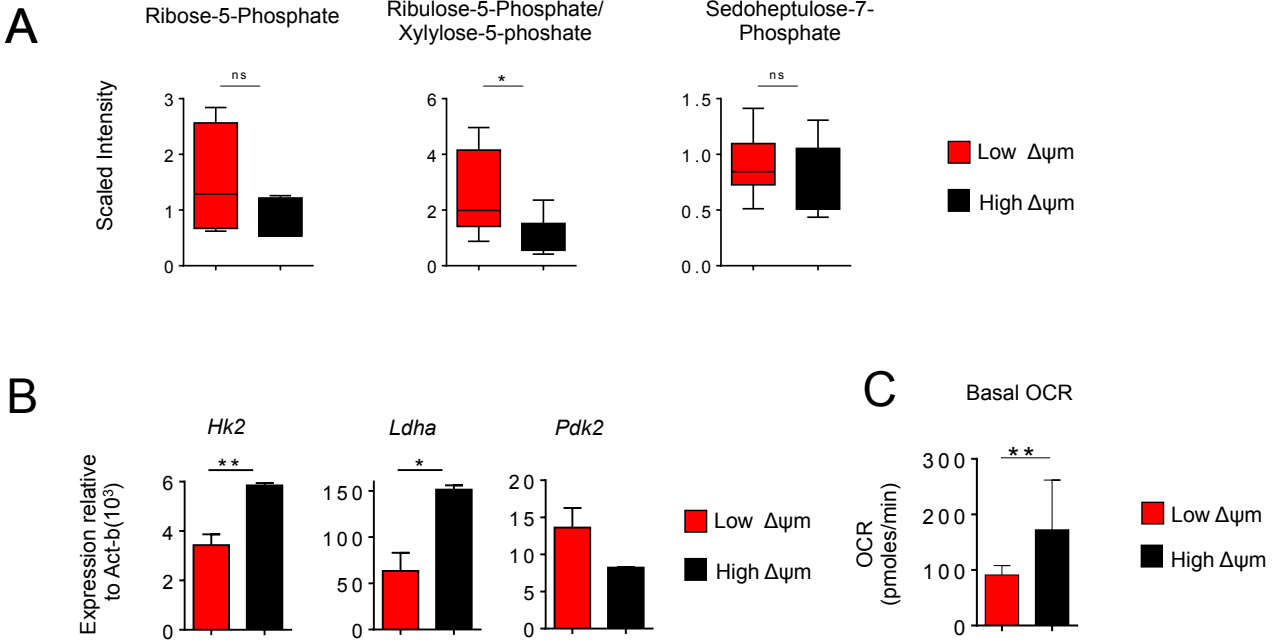 A
Ribose-5-Phosphate
Ribulose-5-Phosphate/
Xylylose-5-phoshate
Sedoheptulose-7-
Phosphate
Scaled Intensity
ns
3
2
1
0
*
6
4
2
0
ns
1.5
1.0
0.5
0.0
Low Δψm
High Δψm
B
Hk2
Ldha
Pdk2
Expression relative
to Act-b(10³)
**
6
4
2
0
*
150
100
50
0
20
15
10
5
0
Low Δψm
High Δψm
C
Basal OCR
OCR
(pmoles/min)
**
300
200
100
0
Low Δψm
High Δψm